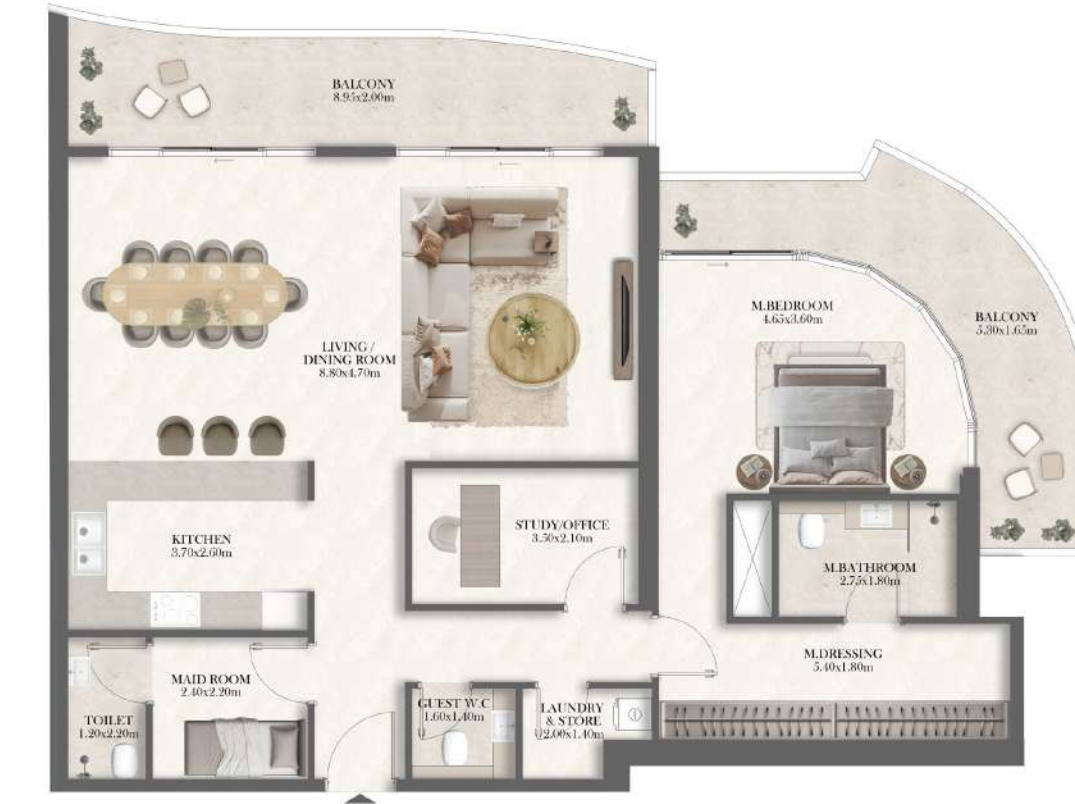 BALCONY
8.95x2.00m
M.BEDROOM
4.65x3.60m
BALCONY
5.30x1.65m
LIVING /
DINING ROOM
8.80x4.70m
STUDY/OFFICE
3.50x2.10m
KITCHEN
3.70x2.60m
M.BATHROOM
2.75x1.80m
M.DRESSING
5.40x1.80m
MAID ROOM
2.40x2.20m
GUEST W.C
1.60x1.40m
LAUNDRY
& STORE
2.00x1.40m
TOILET
1.20x2.20m